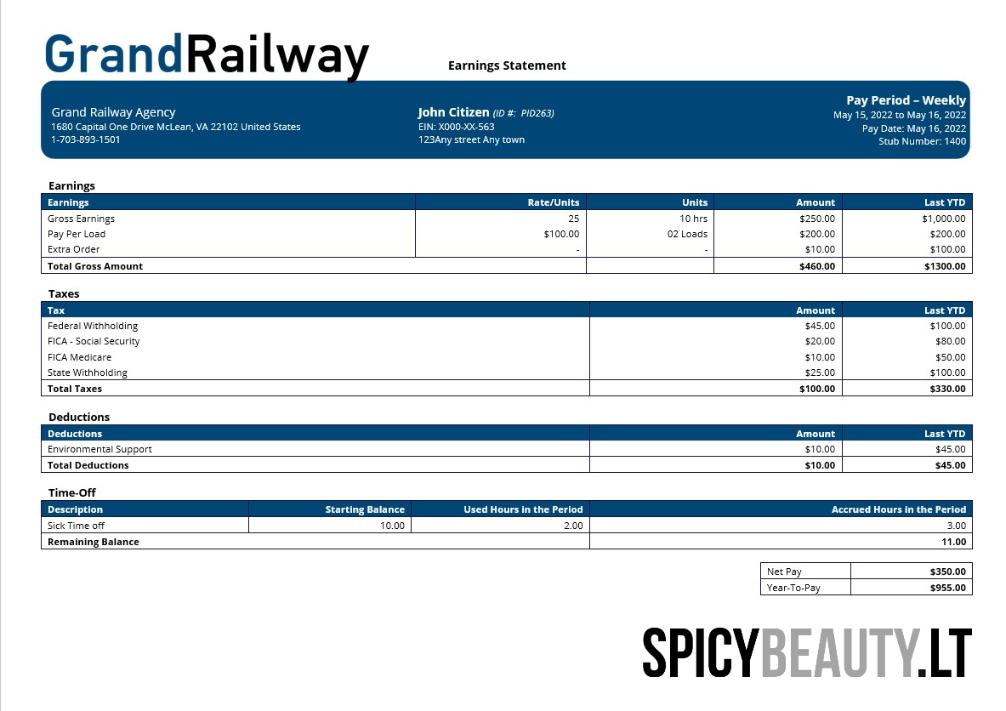 GrandRailway
Earnings Statement
Grand Railway Agency
1680 Capital One Drive McLean, VA 22102 United States
1-703-893-1501
John Citizen (ID #: PID263)
EIN: X000-XX-563
123Any street Any town
Pay Period – Weekly
May 15, 2022 to May 16, 2022
Pay Date: May 16, 2022
Stub Number: 1400
Earnings
Earnings Rate/Units Units Amount Last YTD
Gross Earnings 25 10 hrs $250.00 $1,000.00
Pay Per Load $100.00 02 Loads $200.00 $200.00
Extra Order - - $10.00 $100.00
Total Gross Amount $460.00 $1300.00
Taxes
Tax Amount Last YTD
Federal Withholding $45.00 $100.00
FICA - Social Security $20.00 $80.00
FICA Medicare $10.00 $50.00
State Withholding $25.00 $100.00
Total Taxes $100.00 $330.00
Deductions
Deductions Amount Last YTD
Environmental Support $10.00 $45.00
Total Deductions $10.00 $45.00
Time-Off
Description Starting Balance Used Hours in the Period Accrued Hours in the Period
Sick Time off 10.00 2.00 3.00
Remaining Balance 11.00
Net Pay $350.00
Year-To-Pay $955.00
SPICYBEAUTY.LT